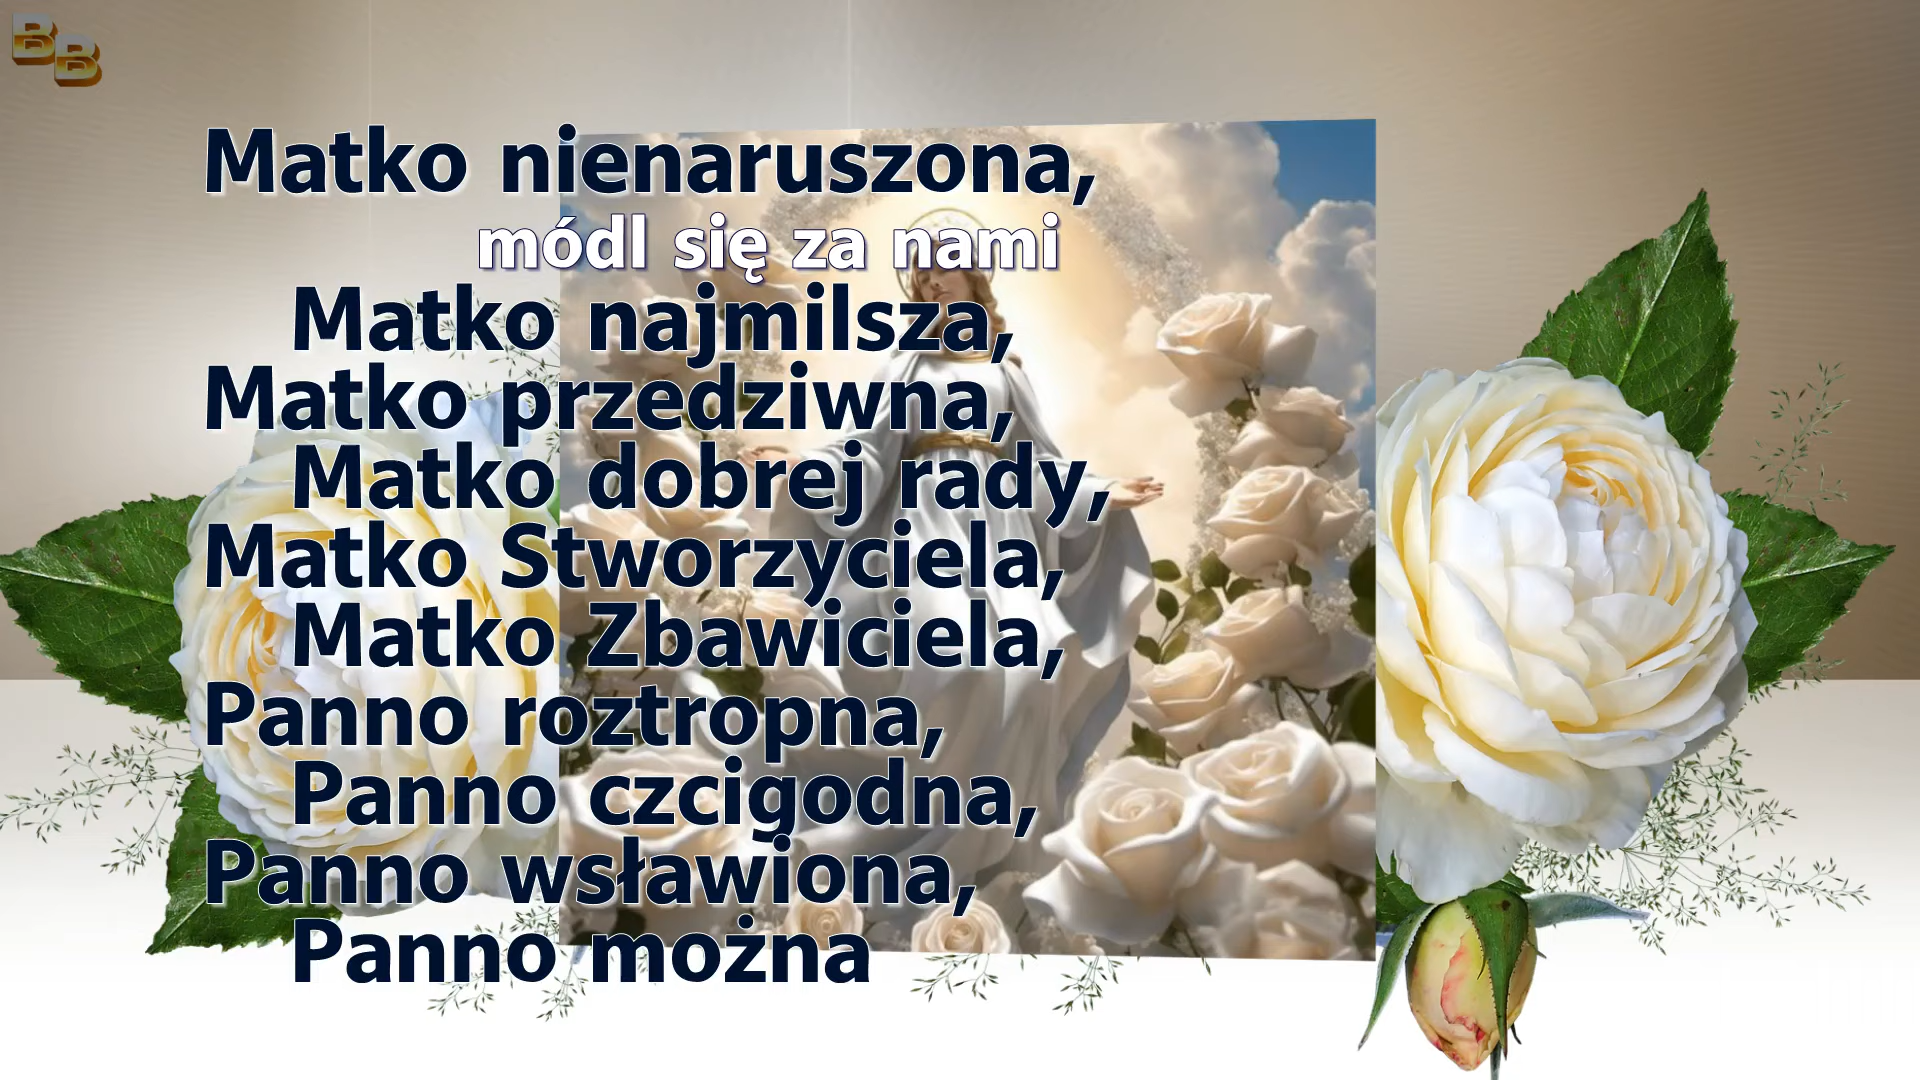 BB
Matko nienaruszona,
módl się za nami
Matko najmilsza,
Matko przedziwna,
Matko dobrej rady,
Matko Stworzyciela,
Matko Zbawiciela,
Panno roztropna,
Panno czcigodna,
Panno wsławiona,
Panno można